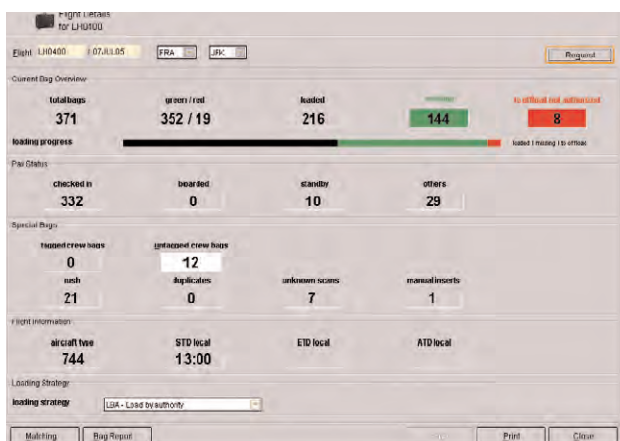 Flight Details
for LH0100
Flight LH0400 / 07JUL05 FRA JFK Request
Current Bag Overview
total bags green / red loaded to offload not authorized
371 352 / 19 216 144 8
loading progress loaded | missing | to offload
Pax Status
checked in boarded standby others
332 0 10 29
Special Bags
tagged crew bags untagged crew bags
0 12
rush duplicates unknown scans manual inserts
21 0 7 1
Flight Information
aircraft type STD local ETD local ATD local
744 13:00
Loading Strategy
loading strategy LBA - Load by authority
Matching Bag Report Print Close